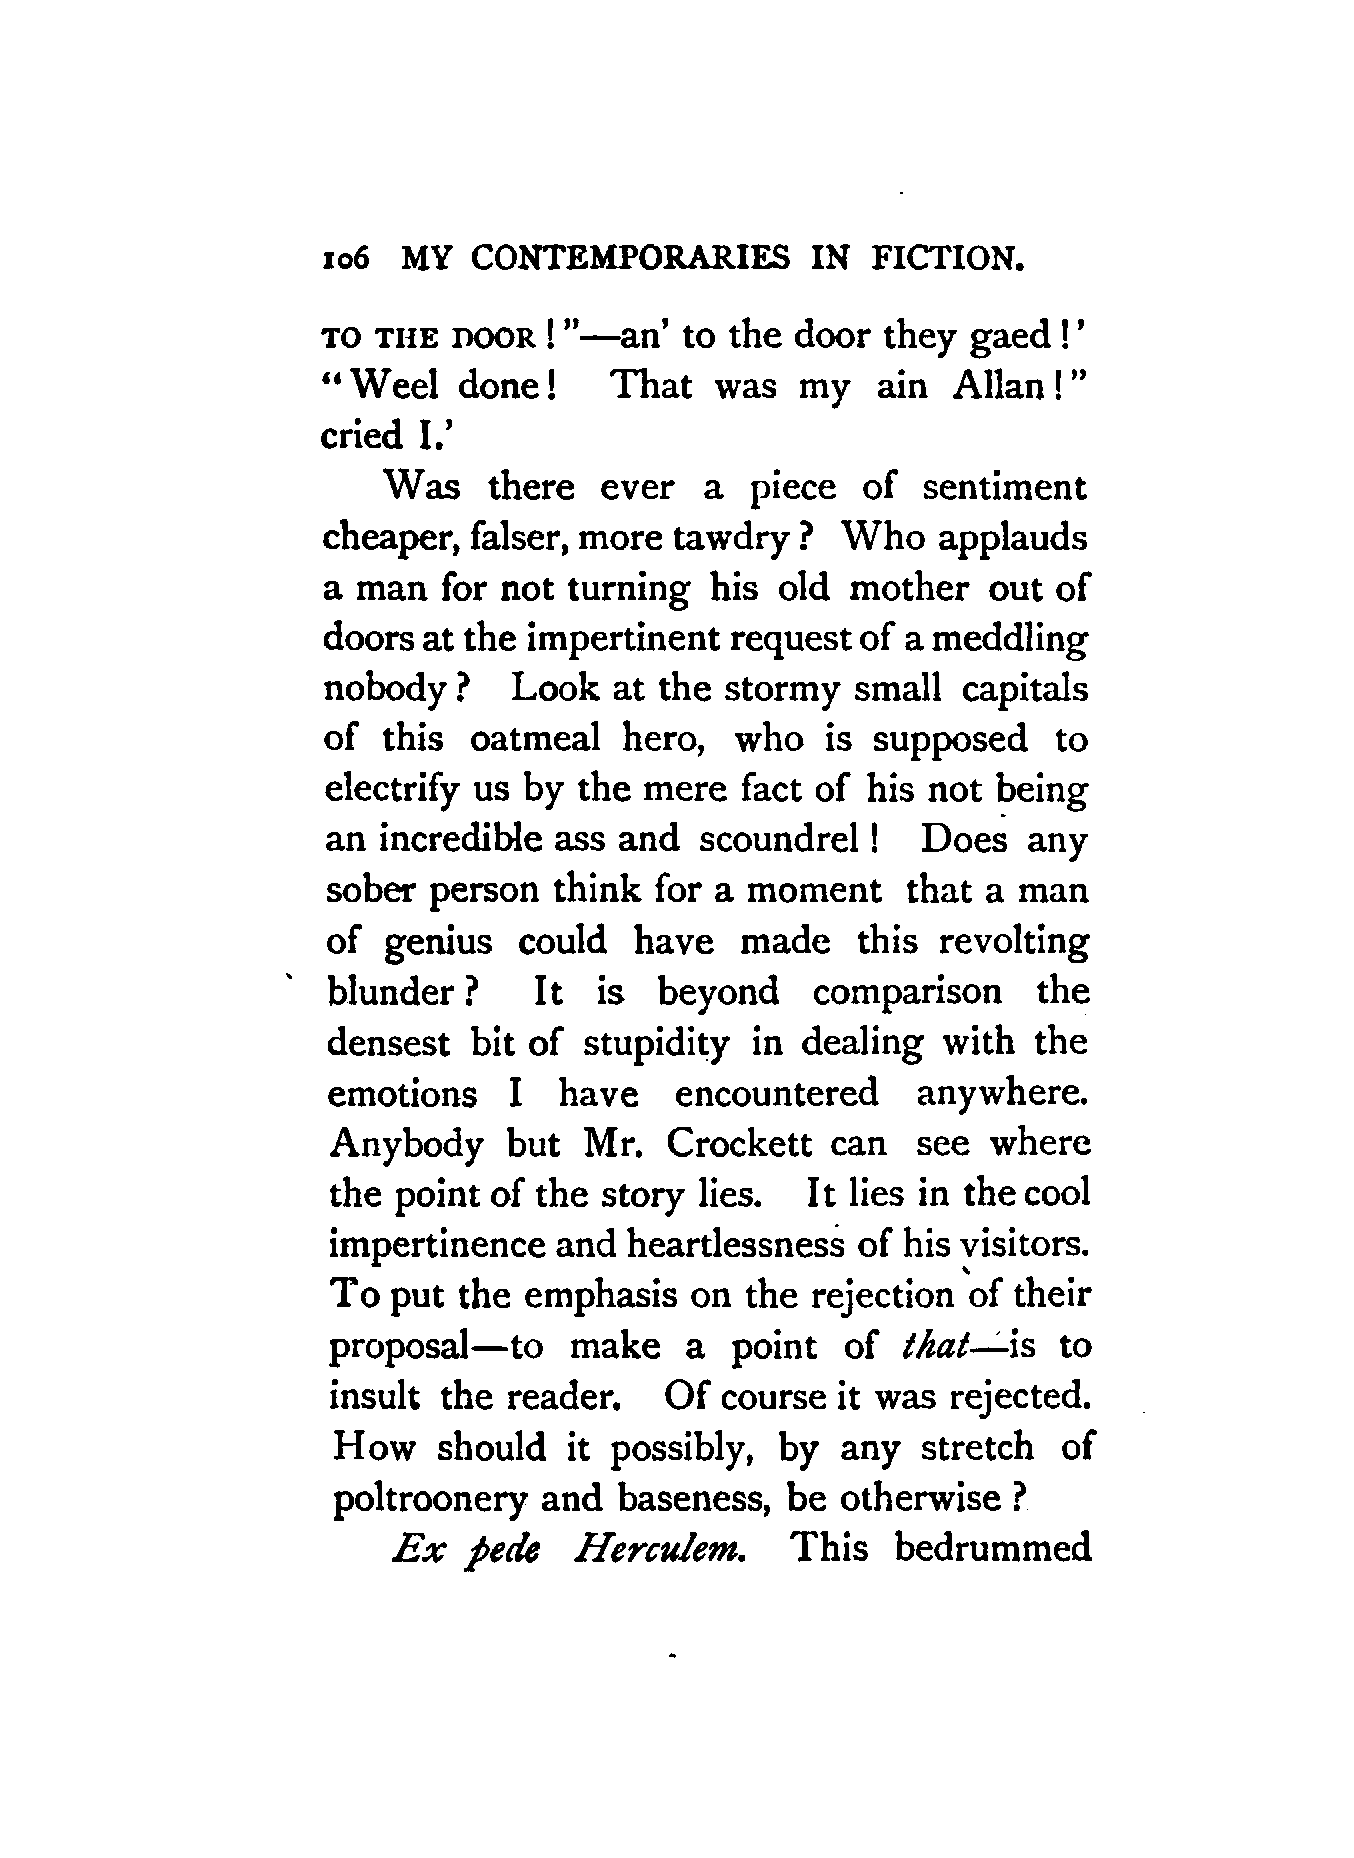 106 MY CONTEMPORARIES IN FICTION.
TO THE DOOR!"—an' to the door they gaed!'
"Weel done! That was my ain Allan!"
cried I.'
Was there ever a piece of sentiment
cheaper, falser, more tawdry? Who applauds
a man for not turning his old mother out of
doors at the impertinent request of a meddling
nobody? Look at the stormy small capitals
of this oatmeal hero, who is supposed to
electrify us by the mere fact of his not being
an incredible ass and scoundrel! Does any
sober person think for a moment that a man
of genius could have made this revolting
blunder? It is beyond comparison the
densest bit of stupidity in dealing with the
emotions I have encountered anywhere.
Anybody but Mr. Crockett can see where
the point of the story lies. It lies in the cool
impertinence and heartlessness of his visitors.
To put the emphasis on the rejection of their
proposal—to make a point of that—is to
insult the reader. Of course it was rejected.
How should it possibly, by any stretch of
poltroonery and baseness, be otherwise?
Ex pede Herculem. This bedrummed